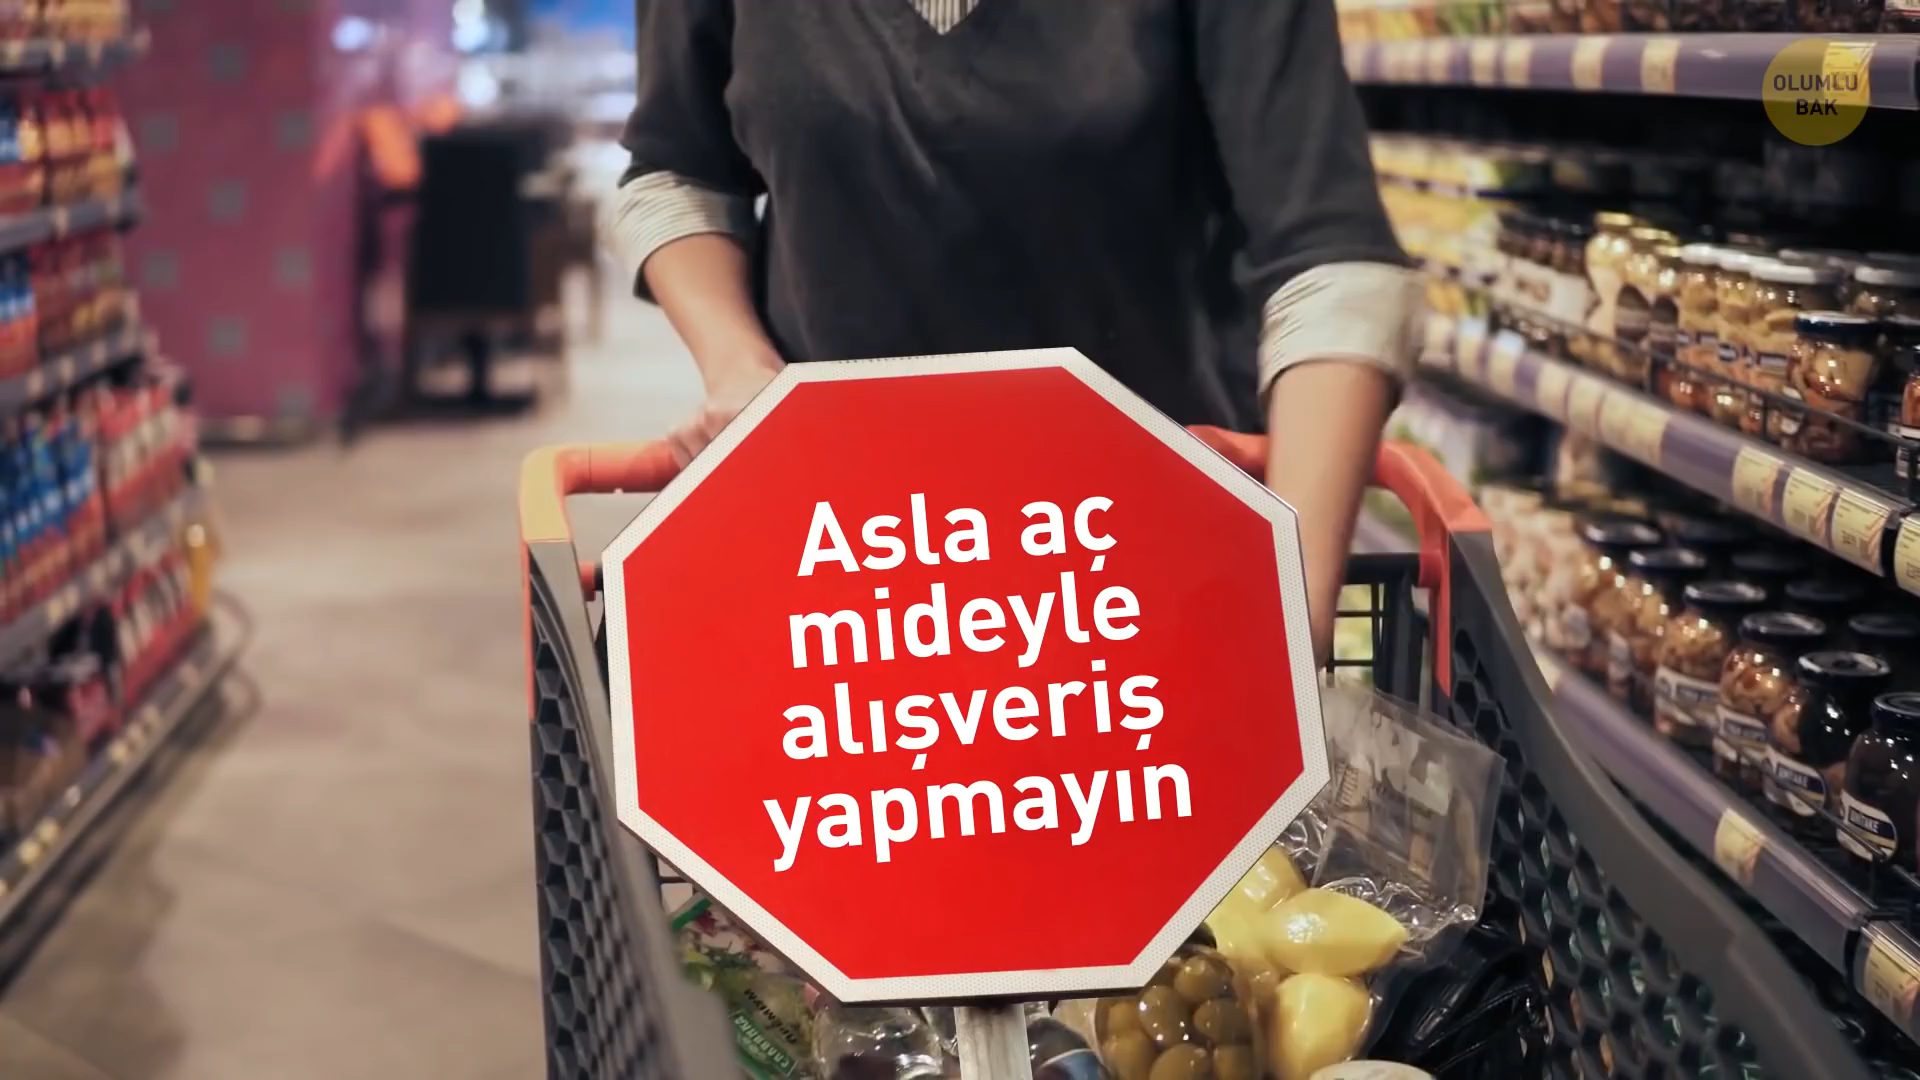 OLUMLU
BAK
Asla aç
mideyle
alışveriş
yapmayın